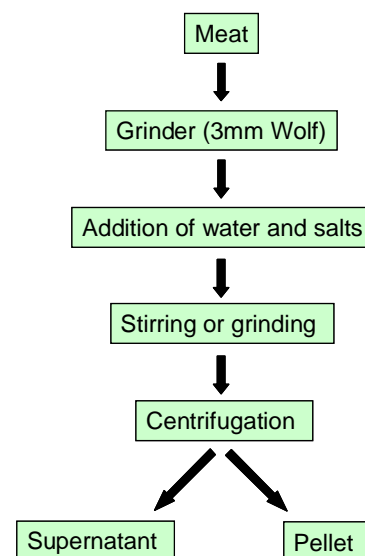 Meat
Grinder (3mm Wolf)
Addition of water and salts
Stirring or grinding
Centrifugation
Supernatant
Pellet